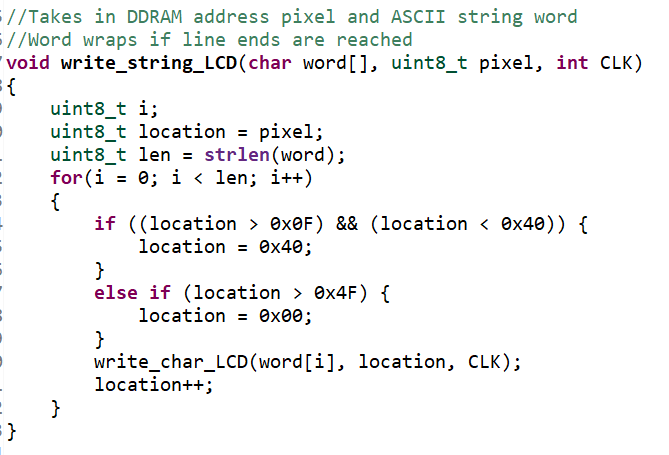 //Takes in DDRAM address pixel and ASCII string word
//Word wraps if line ends are reached
void write_string_LCD(char word[], uint8_t pixel, int CLK)
{
    uint8_t i;
    uint8_t location = pixel;
    uint8_t len = strlen(word);
    for(i = 0; i < len; i++)
    {
        if ((location > 0x0F) && (location < 0x40)) {
            location = 0x40;
        }
        else if (location > 0x4F) {
            location = 0x00;
        }
        write_char_LCD(word[i], location, CLK);
        location++;
    }
}